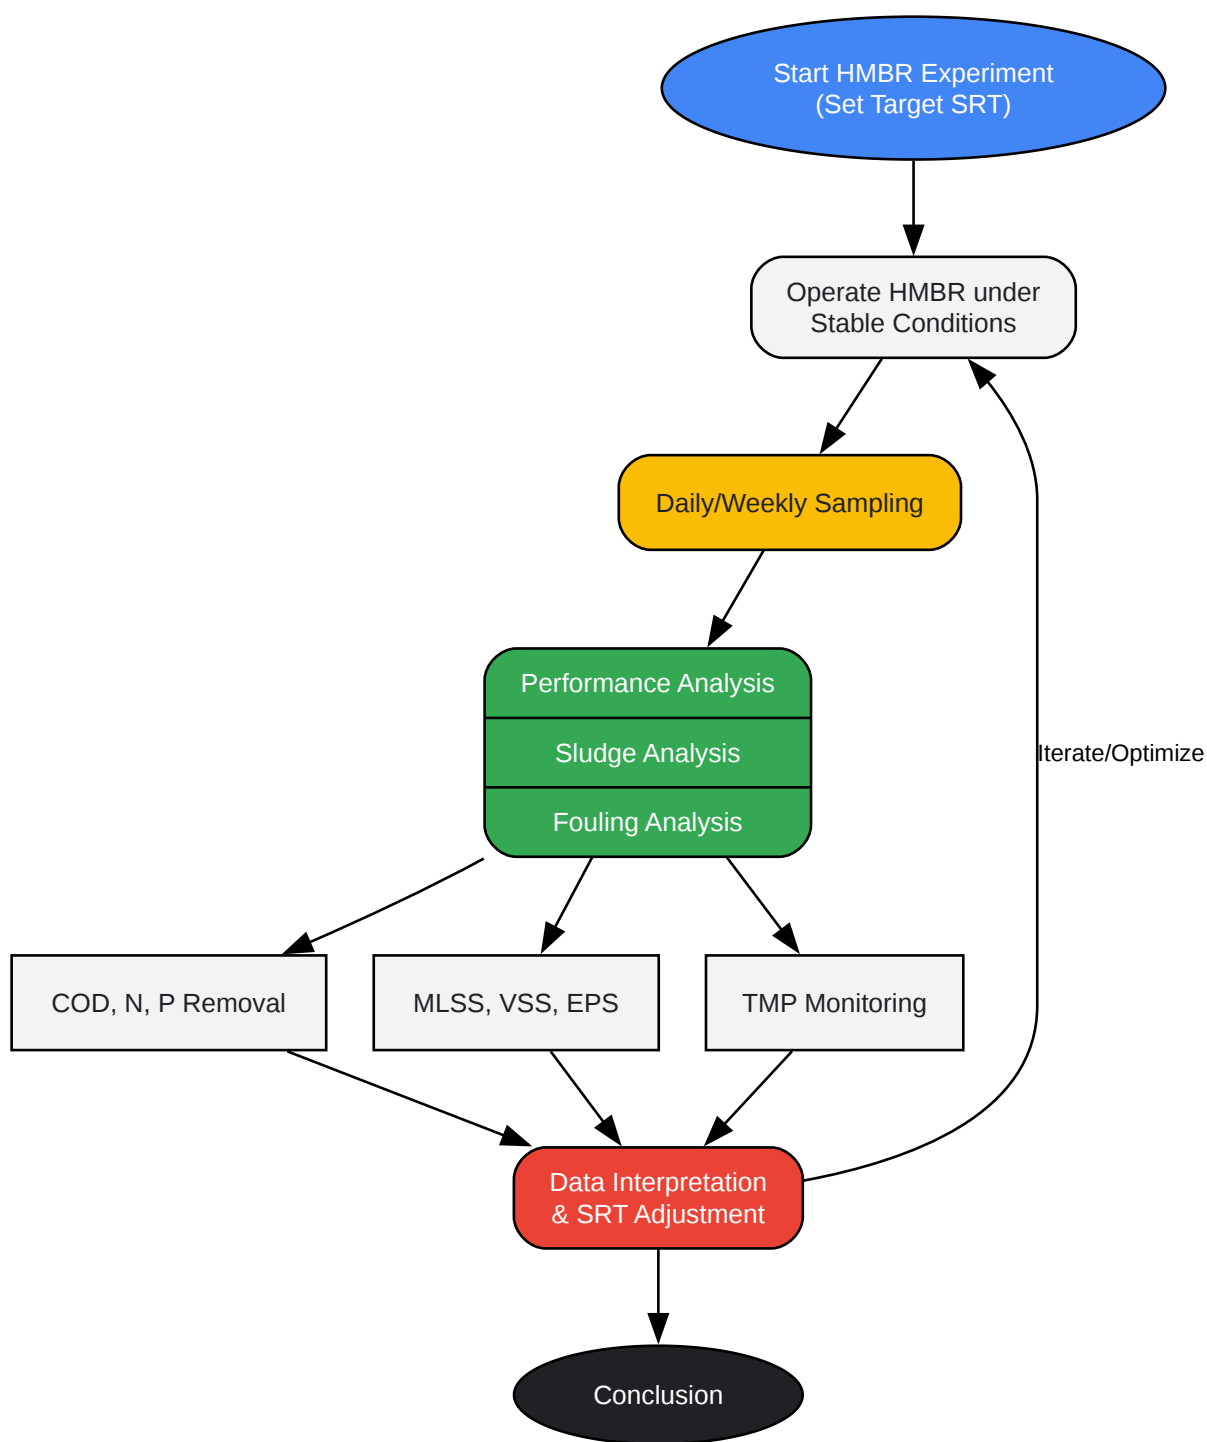 Start HMBR Experiment
(Set Target SRT)
Operate HMBR under
Stable Conditions
Daily/Weekly Sampling
Performance Analysis
Sludge Analysis
Iterate/Optimize
Fouling Analysis
COD, N, P Removal
MLSS, VSS, EPS
TMP Monitoring
Data Interpretation
& SRT Adjustment
Conclusion